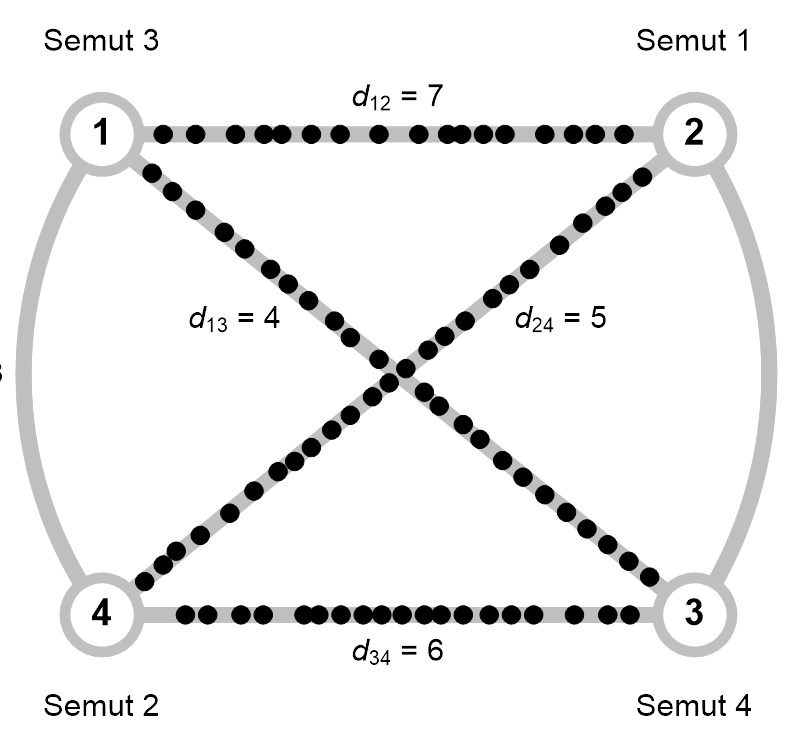 Semut 3 Semut 1
d₁₂ = 7
1 2
d₁₃ = 4 d₂₄ = 5
4 3
d₃₄ = 6
Semut 2 Semut 4